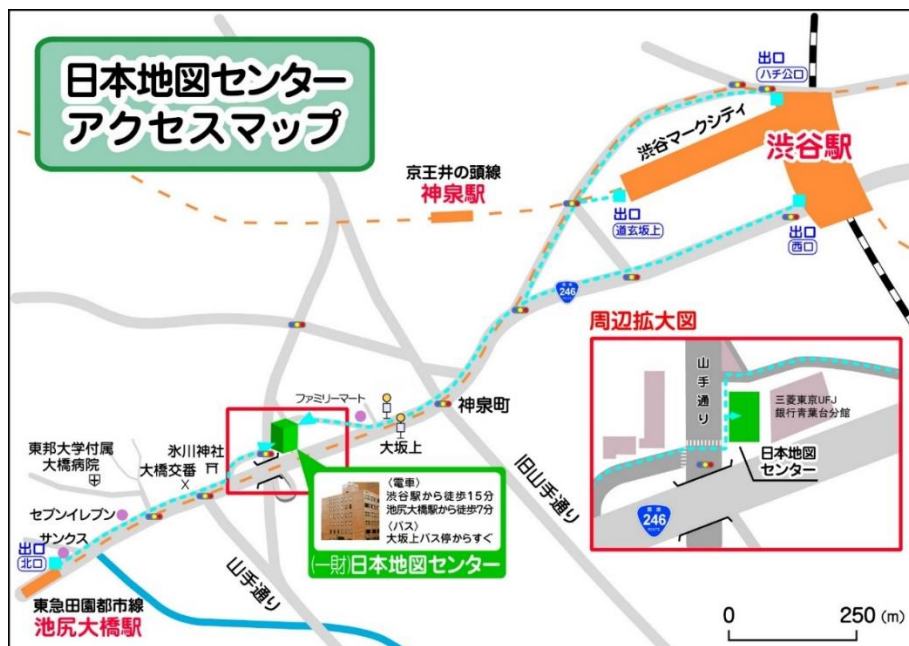 日本地図センター
アクセスマップ
出口
ハチ公口
渋谷マークシティ
渋谷駅
京王井の頭線
神泉駅
出口
道玄坂上
出口
西口
246
周辺拡大図
山手通り
三菱東京UFJ
銀行青葉台分館
日本地図
センター
246
ファミリーマート
神泉町
大坂上
旧山手通り
東邦大学付属
大橋病院
氷川神社
大橋交番
セブンイレブン
サンクス
出口
北口
東急田園都市線
池尻大橋駅
山手通り
〈電車〉
渋谷駅から徒歩15分
池尻大橋駅から徒歩7分
〈バス〉
大坂上バス停からすぐ
(一財)日本地図センター
0 250 (m)